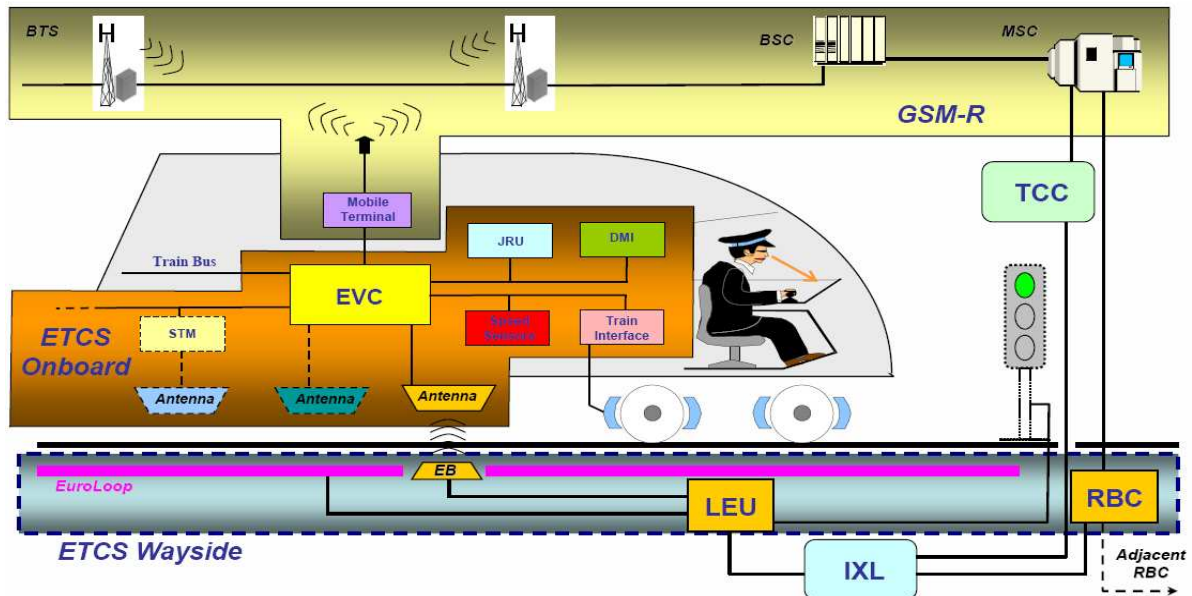 BTS
BSC
MSC
GSM-R
TCC
Mobile
Terminal
JRU
DMI
Train Bus
EVC
STM
Speed
Sensors
Train
Interface
ETCS
Onboard
Antenna
Antenna
Antenna
EB
EuroLoop
LEU
RBC
ETCS Wayside
IXL
Adjacent
RBC